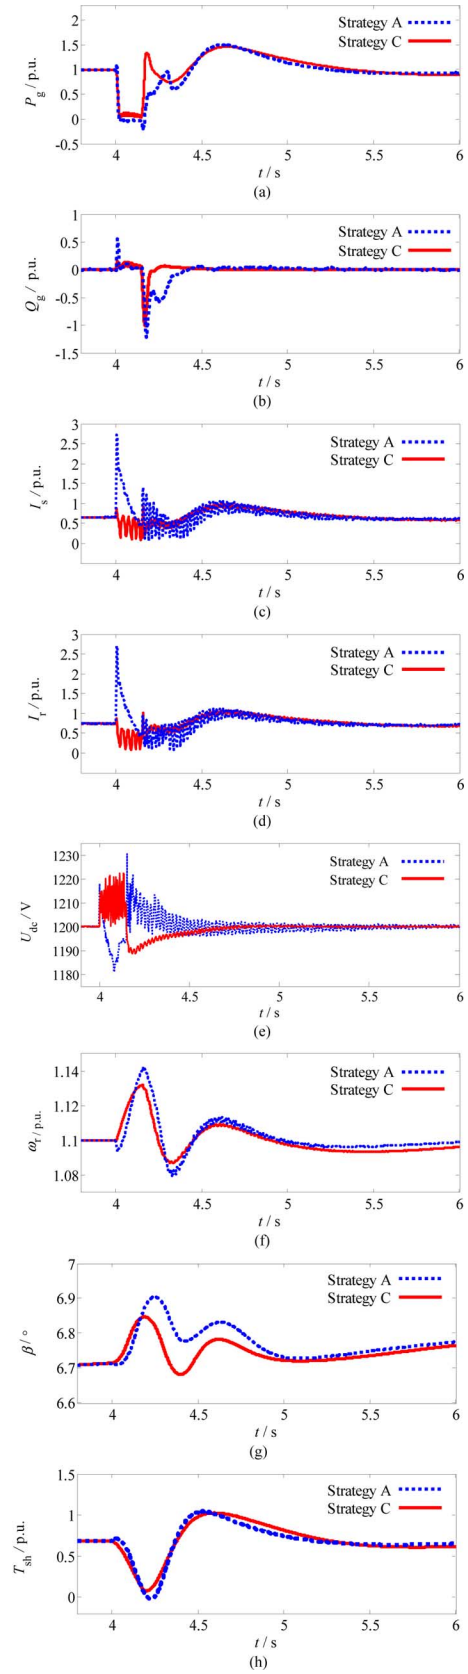 2
1.5
1
0.5
0
-0.5
P_g / p.u.
Strategy A
Strategy C
4 4.5 5 5.5 6
t / s
(a)
1
0.5
0
-0.5
-1
-1.5
Q_g / p.u.
Strategy A
Strategy C
4 4.5 5 5.5 6
t / s
(b)
3
2.5
2
1.5
1
0.5
0
I_s / p.u.
Strategy A
Strategy C
4 4.5 5 5.5 6
t / s
(c)
3
2.5
2
1.5
1
0.5
0
I_r / p.u.
Strategy A
Strategy C
4 4.5 5 5.5 6
t / s
(d)
1230
1220
1210
1200
1190
1180
U_dc / V
Strategy A
Strategy C
4 4.5 5 5.5 6
t / s
(e)
1.14
1.12
1.1
1.08
ω_r / p.u.
Strategy A
Strategy C
4 4.5 5 5.5 6
t / s
(f)
7
6.9
6.8
6.7
6.6
β / °
Strategy A
Strategy C
4 4.5 5 5.5 6
t / s
(g)
1.5
1
0.5
0
T_sh / p.u.
Strategy A
Strategy C
4 4.5 5 5.5 6
t / s
(h)